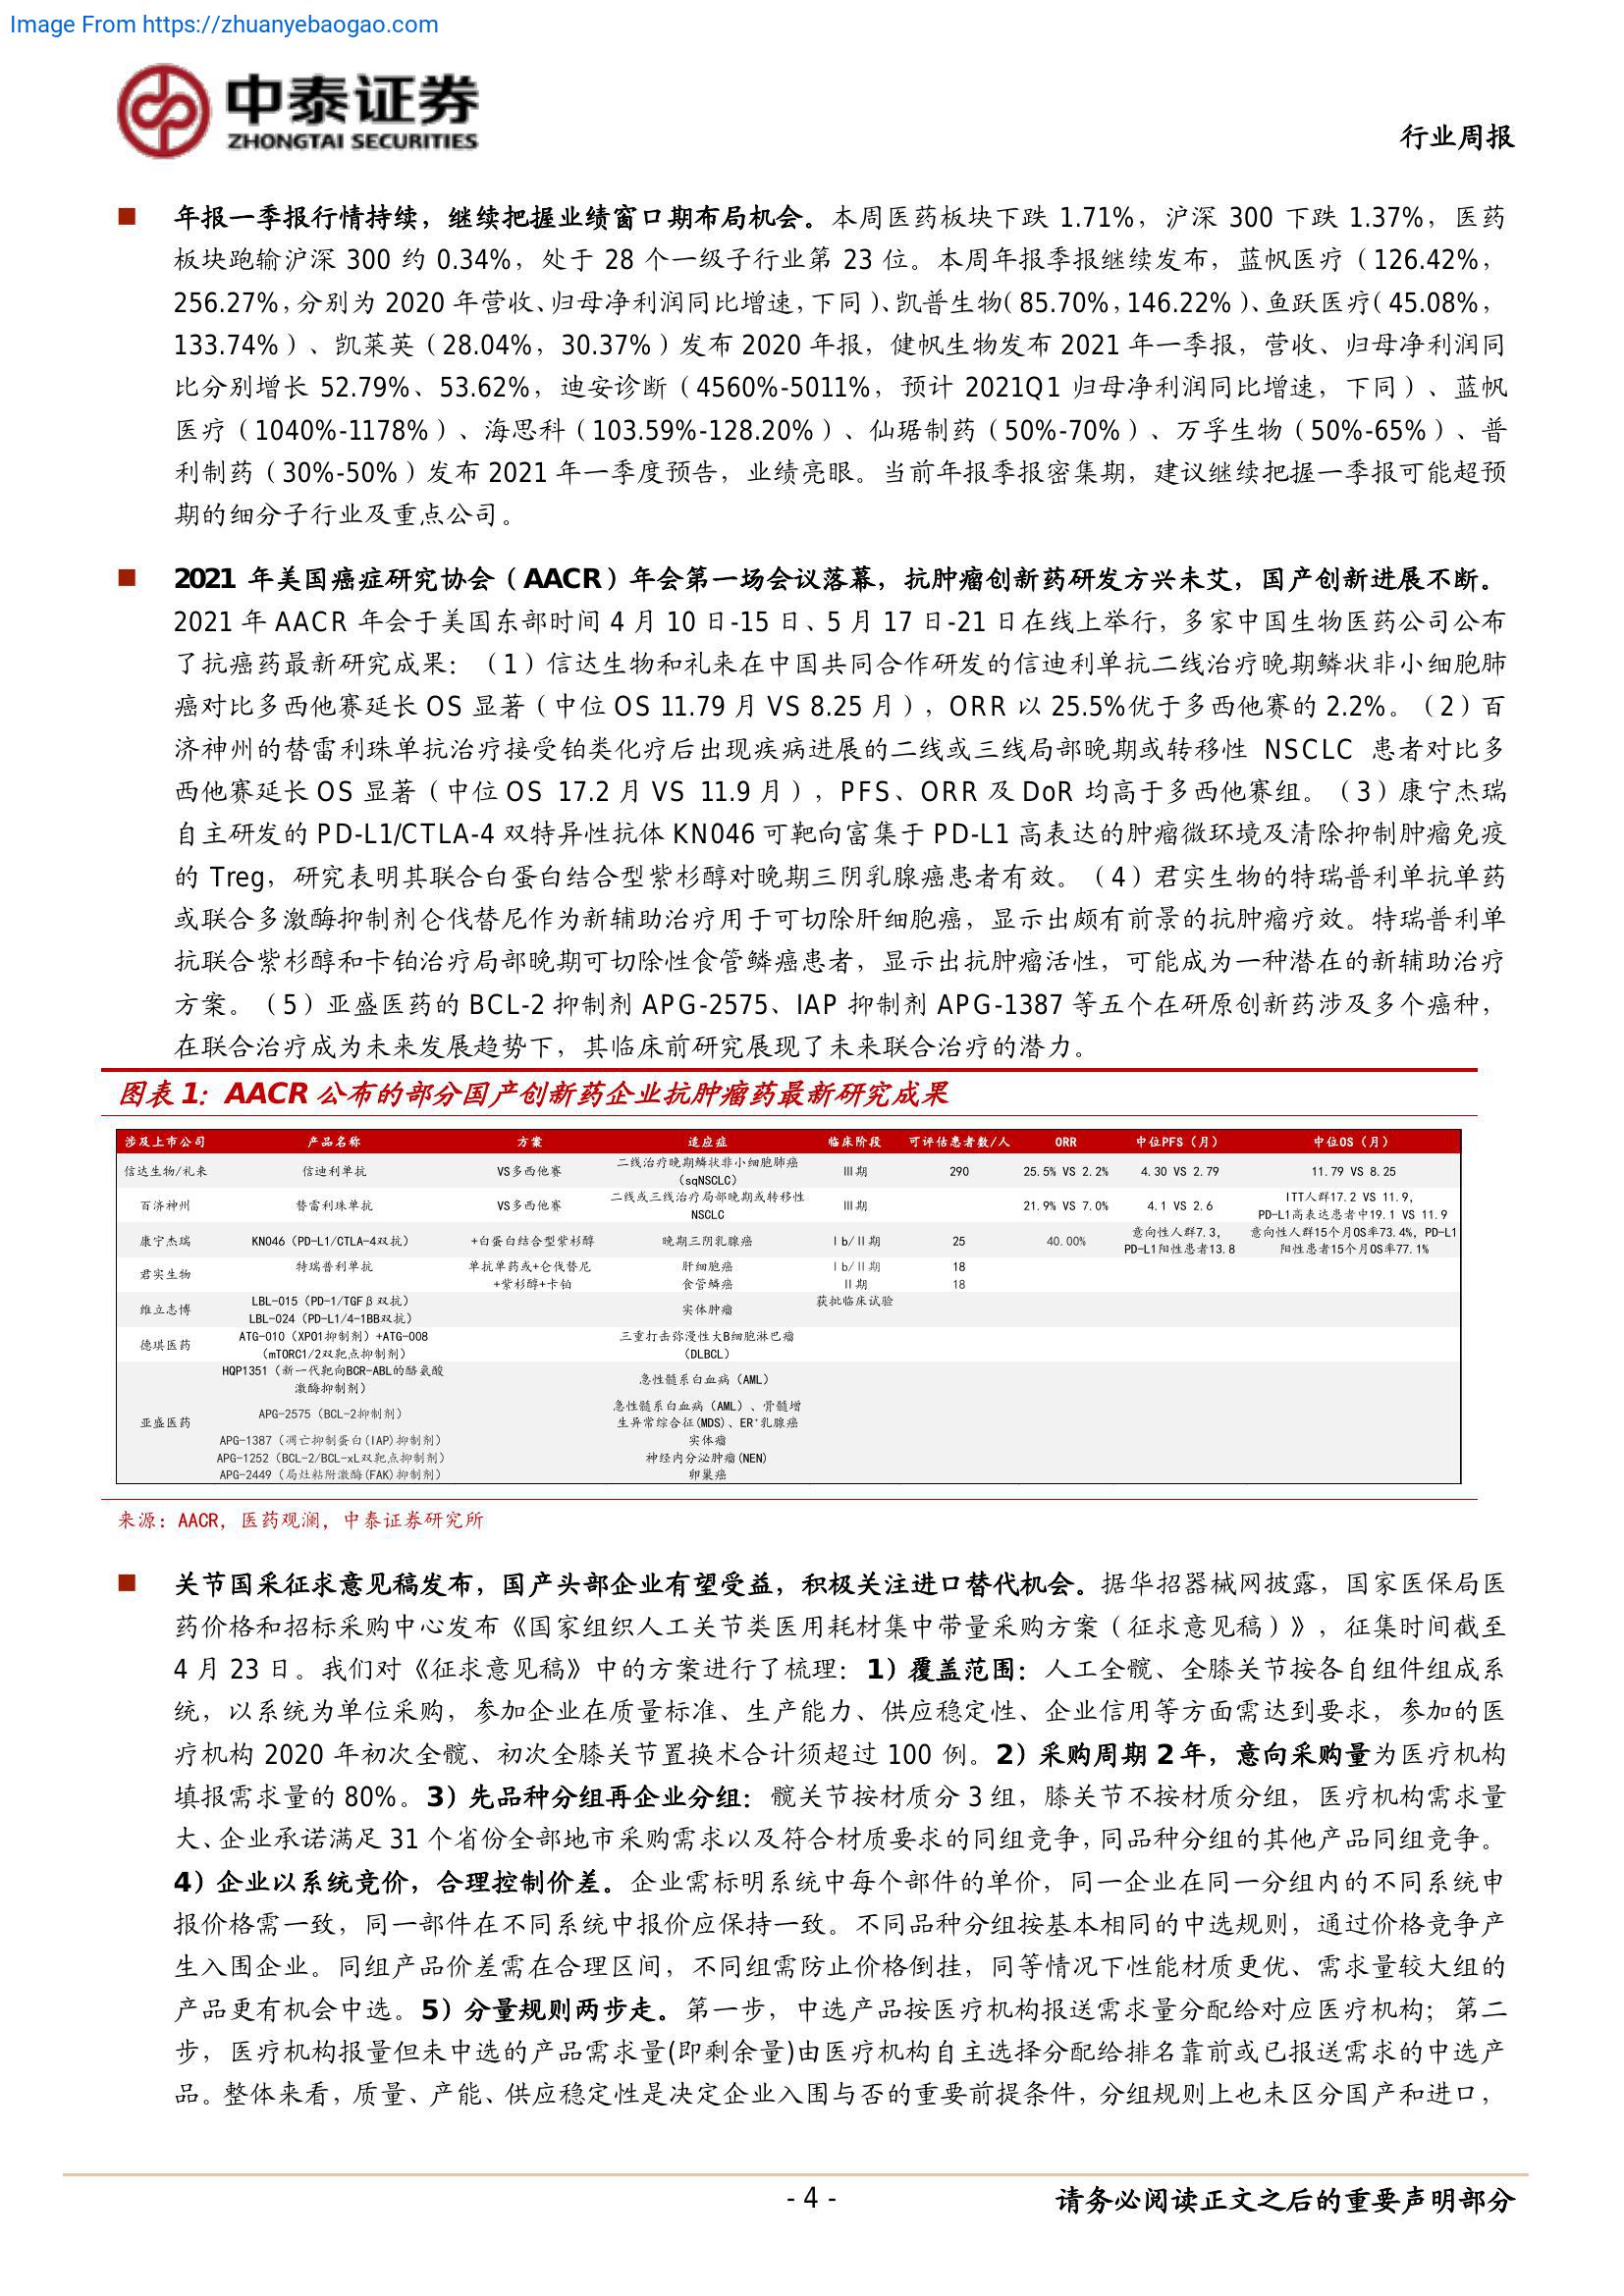 Image From https://zhuanyebaogao.com
中泰证券
ZHONGTAI SECURITIES
行业周报
■ 年报一季报行情持续，继续把握业绩窗口期布局机会。本周医药板块下跌 1.71%，沪深 300 下跌 1.37%，医药
板块跑输沪深 300 约 0.34%，处于 28 个一级子行业第 23 位。本周年报季报继续发布，蓝帆医疗（126.42%，
256.27%，分别为 2020 年营收、归母净利润同比增速，下同）、凯普生物（85.70%，146.22%）、鱼跃医疗（45.08%，
133.74%）、凯莱英（28.04%，30.37%）发布 2020 年报，健帆生物发布 2021 年一季报，营收、归母净利润同
比分别增长 52.79%、53.62%，迪安诊断（4560%-5011%，预计 2021Q1 归母净利润同比增速，下同）、蓝帆
医疗（1040%-1178%）、海思科（103.59%-128.20%）、仙琚制药（50%-70%）、万孚生物（50%-65%）、普
利制药（30%-50%）发布 2021 年一季度预告，业绩亮眼。当前年报季报密集期，建议继续把握一季报可能超预
期的细分子行业及重点公司。
■ 2021 年美国癌症研究协会（AACR）年会第一场会议落幕，抗肿瘤创新药研发方兴未艾，国产创新进展不断。
2021 年 AACR 年会于美国东部时间 4 月 10 日-15 日、5 月 17 日-21 日在线上举行，多家中国生物医药公司公布
了抗癌药最新研究成果：（1）信达生物和礼来在中国共同合作研发的信迪利单抗二线治疗晚期鳞状非小细胞肺
癌对比多西他赛延长 OS 显著（中位 OS 11.79 月 VS 8.25 月），ORR 以 25.5%优于多西他赛的 2.2%。（2）百
济神州的替雷利珠单抗治疗接受铂类化疗后出现疾病进展的二线或三线局部晚期或转移性 NSCLC 患者对比多
西他赛延长 OS 显著（中位 OS 17.2 月 VS 11.9 月），PFS、ORR 及 DoR 均高于多西他赛组。（3）康宁杰瑞
自主研发的 PD-L1/CTLA-4 双特异性抗体 KN046 可靶向富集于 PD-L1 高表达的肿瘤微环境及清除抑制肿瘤免疫
的 Treg，研究表明其联合白蛋白结合型紫杉醇对晚期三阴乳腺癌患者有效。（4）君实生物的特瑞普利单抗单药
或联合多激酶抑制剂仑伐替尼作为新辅助治疗用于可切除肝细胞癌，显示出颇有前景的抗肿瘤疗效。特瑞普利单
抗联合紫杉醇和卡铂治疗局部晚期可切除性食管鳞癌患者，显示出抗肿瘤活性，可能成为一种潜在的新辅助治疗
方案。（5）亚盛医药的 BCL-2 抑制剂 APG-2575、IAP 抑制剂 APG-1387 等五个在研原创新药涉及多个癌种，
在联合治疗成为未来发展趋势下，其临床前研究展现了未来联合治疗的潜力。
图表 1：AACR 公布的部分国产创新药企业抗肿瘤药最新研究成果
涉及上市公司 产品名称 方案 适应症 临床阶段 可评估患者数/人 ORR 中位PFS（月） 中位OS（月）
信达生物/礼来 信迪利单抗 VS多西他赛 二线治疗晚期鳞状非小细胞肺癌（sqNSCLC） III期 290 25.5% VS 2.2% 4.30 VS 2.79 11.79 VS 8.25
百济神州 替雷利珠单抗 VS多西他赛 二线或三线治疗局部晚期或转移性NSCLC III期 21.9% VS 7.0% 4.1 VS 2.6 ITT人群17.2 VS 11.9，PD-L1高表达患者中19.1 VS 11.9
康宁杰瑞 KN046（PD-L1/CTLA-4双抗） +白蛋白结合型紫杉醇 晚期三阴乳腺癌 Ib/II期 25 40.00% 意向性人群7.3，PD-L1阳性患者13.8 意向性人群15个月OS率73.4%，PD-L1阳性患者15个月OS率77.1%
君实生物 特瑞普利单抗 单抗单药或+仑伐替尼 肝细胞癌 Ib/II期 18
+紫杉醇+卡铂 食管鳞癌 II期 18
维立志博 LBL-015（PD-1/TGFβ双抗） 实体肿瘤 获批临床试验
LBL-024（PD-L1/4-1BB双抗）
德琪医药 ATG-010（XPO1抑制剂）+ATG-008（mTORC1/2双靶点抑制剂） 三重打击弥漫性大B细胞淋巴瘤（DLBCL）
亚盛医药 HQP1351（新一代靶向BCR-ABL的酪氨酸激酶抑制剂） 急性髓系白血病（AML）
APG-2575（BCL-2抑制剂） 急性髓系白血病（AML）、骨髓增生异常综合征(MDS)、ER⁺乳腺癌
APG-1387（凋亡抑制蛋白(IAP)抑制剂） 实体瘤
APG-1252（BCL-2/BCL-xL双靶点抑制剂） 神经内分泌肿瘤(NEN)
APG-2449（局灶粘附激酶(FAK)抑制剂） 卵巢癌
来源：AACR，医药观澜，中泰证券研究所
■ 关节国采征求意见稿发布，国产头部企业有望受益，积极关注进口替代机会。据华招器械网披露，国家医保局医
药价格和招标采购中心发布《国家组织人工关节类医用耗材集中带量采购方案（征求意见稿）》，征集时间截至
4 月 23 日。我们对《征求意见稿》中的方案进行了梳理：1）覆盖范围：人工全髋、全膝关节按各自组件组成系
统，以系统为单位采购，参加企业在质量标准、生产能力、供应稳定性、企业信用等方面需达到要求，参加的医
疗机构 2020 年初次全髋、初次全膝关节置换术合计须超过 100 例。2）采购周期 2 年，意向采购量为医疗机构
填报需求量的 80%。3）先品种分组再企业分组：髋关节按材质分 3 组，膝关节不按材质分组，医疗机构需求量
大、企业承诺满足 31 个省份全部地市采购需求以及符合材质要求的同组竞争，同品种分组的其他产品同组竞争。
4）企业以系统竞价，合理控制价差。企业需标明系统中每个部件的单价，同一企业在同一分组内的不同系统申
报价格需一致，同一部件在不同系统中报价应保持一致。不同品种分组按基本相同的中选规则，通过价格竞争产
生入围企业。同组产品价差需在合理区间，不同组需防止价格倒挂，同等情况下性能材质更优、需求量较大组的
产品更有机会中选。5）分量规则两步走。第一步，中选产品按医疗机构报送需求量分配给对应医疗机构；第二
步，医疗机构报量但未中选的产品需求量(即剩余量)由医疗机构自主选择分配给排名靠前或已报送需求的中选产
品。整体来看，质量、产能、供应稳定性是决定企业入围与否的重要前提条件，分组规则上也未区分国产和进口，
- 4 -
请务必阅读正文之后的重要声明部分